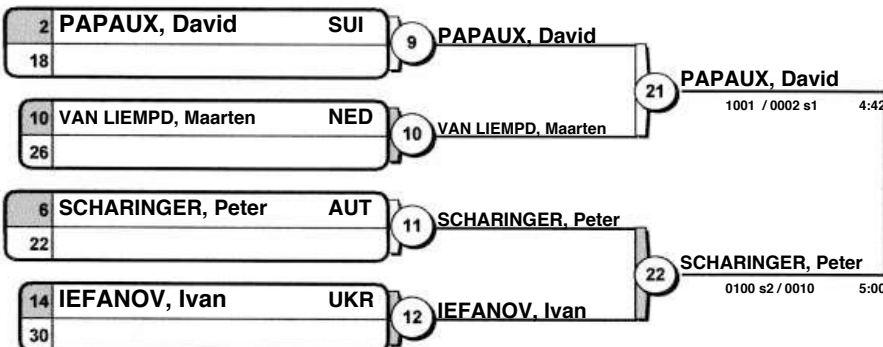 2 PAPAUX, David SUI
18
9 PAPAUX, David
10 VAN LIEMPD, Maarten NED
26
10 VAN LIEMPD, Maarten
21 PAPAUX, David
1001 / 0002 s1 4:42
6 SCHARINGER, Peter AUT
22
11 SCHARINGER, Peter
14 IEFANOV, Ivan UKR
30
12 IEFANOV, Ivan
22 SCHARINGER, Peter
0100 s2 / 0010 5:00